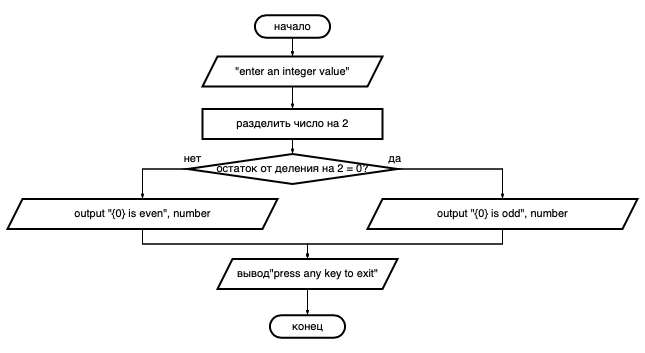 начало
"enter an integer value"
разделить число на 2
нет
да
остаток от деления на 2 = 0?
output "{0} is even", number
output "{0} is odd", number
вывод"press any key to exit"
конец